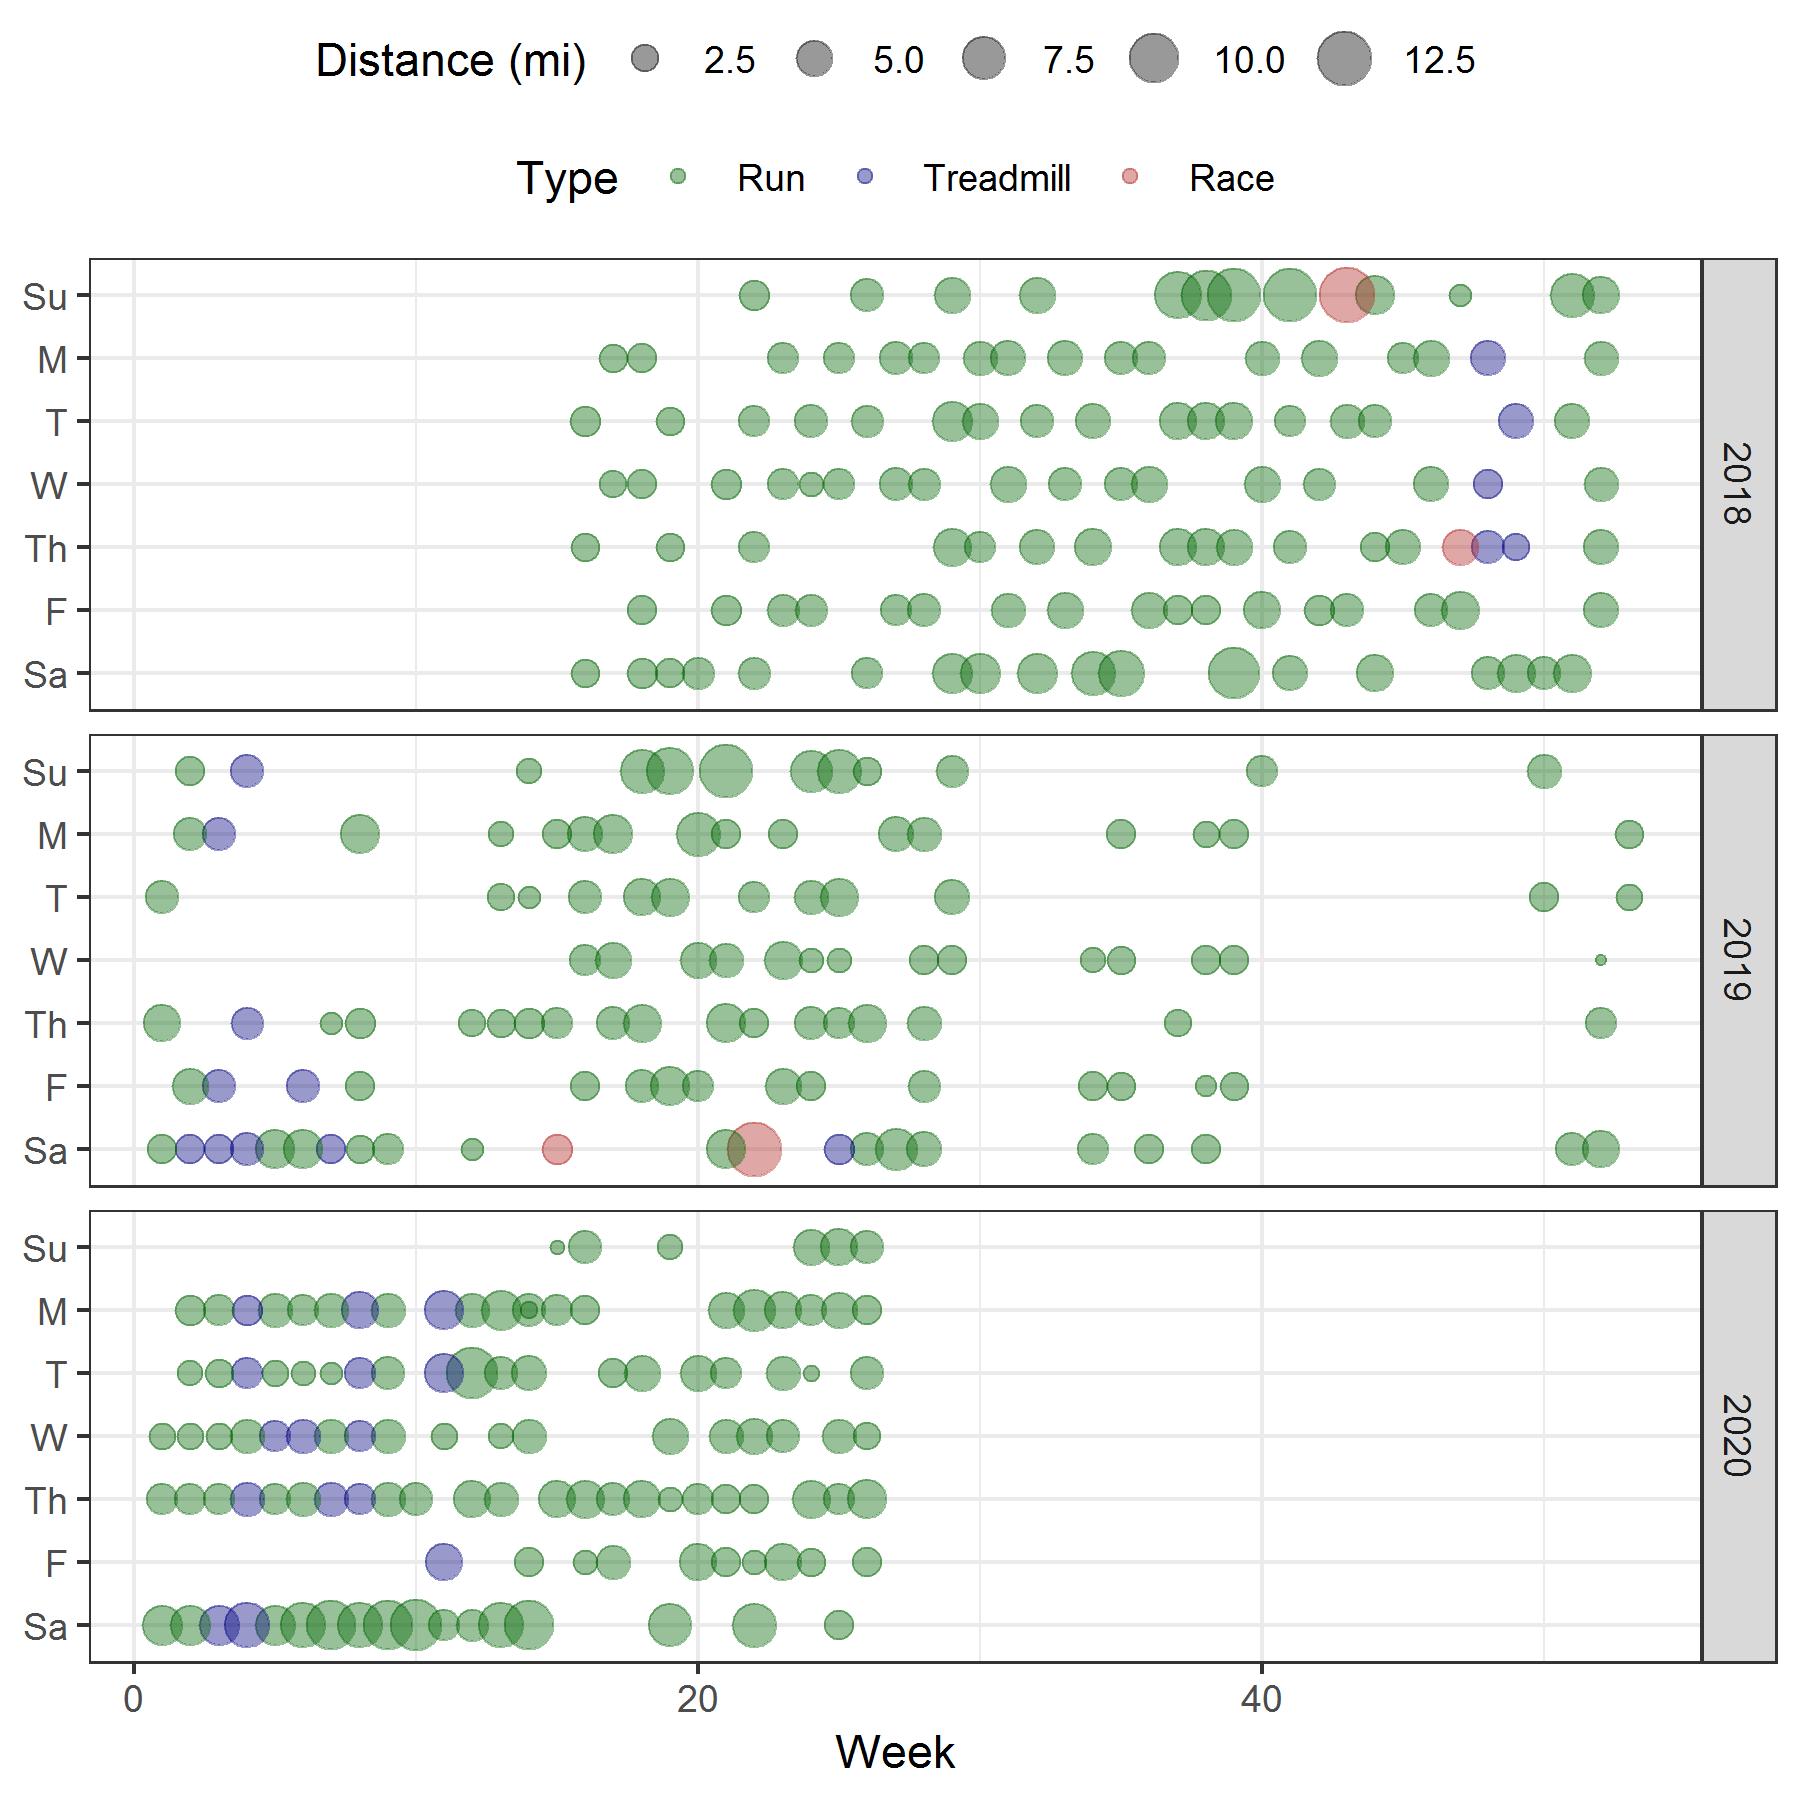 Distance (mi) 2.5 5.0 7.5 10.0 12.5
Type Run Treadmill Race
Su
M
T
W
Th
F
Sa
2018
Su
M
T
W
Th
F
Sa
2019
Su
M
T
W
Th
F
Sa
2020
0 20 40
Week